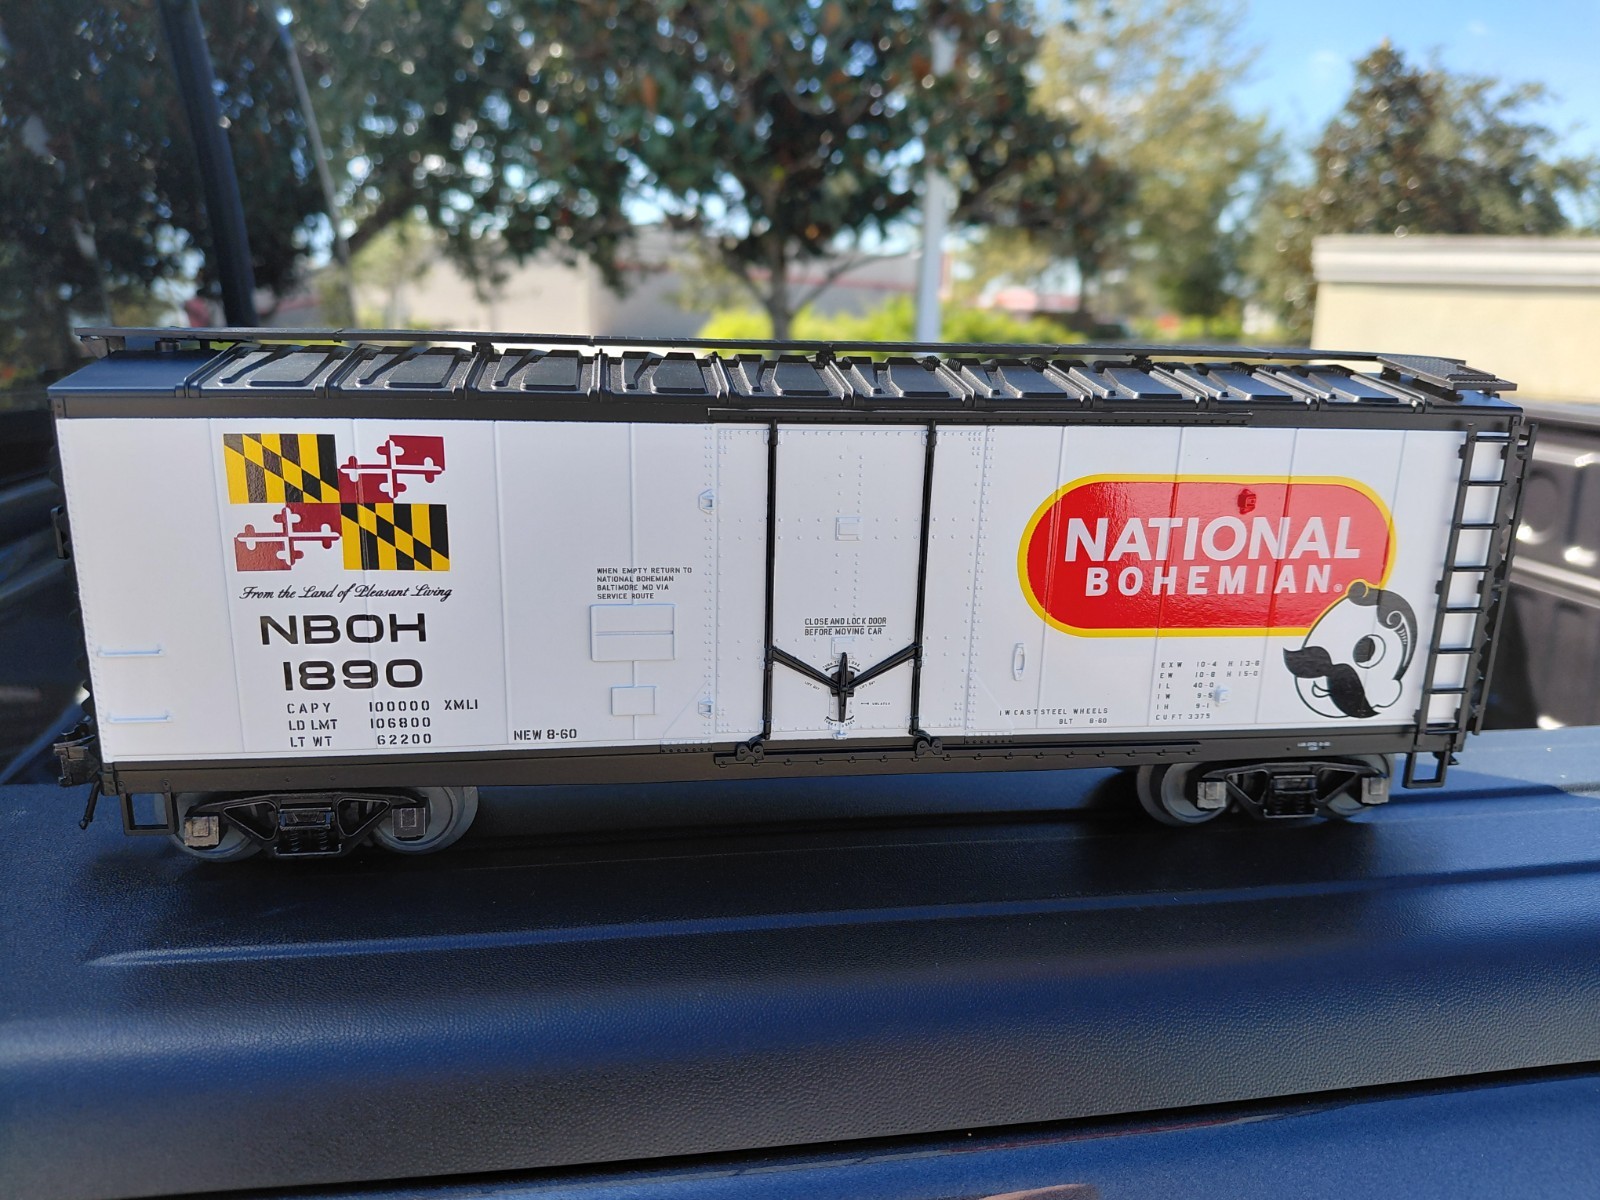 From the Land of Pleasant Living
NBOH
1890
CAPY 100000 XMLI
LD LMT 106800
LT WT 62200
NEW 8-60
WHEN EMPTY RETURN TO
NATIONAL BOHEMIAN
BALTIMORE MD VIA
SERVICE ROUTE
CLOSE AND LOCK DOOR
BEFORE MOVING CAR
NATIONAL
BOHEMIAN®
1W CAST STEEL WHEELS
BLT 8-60
EXW 10-4 H 13-8
EW 10-8 H 15-0
IL 40-0
IW 9-5
IH 9-1
CUFT 3375